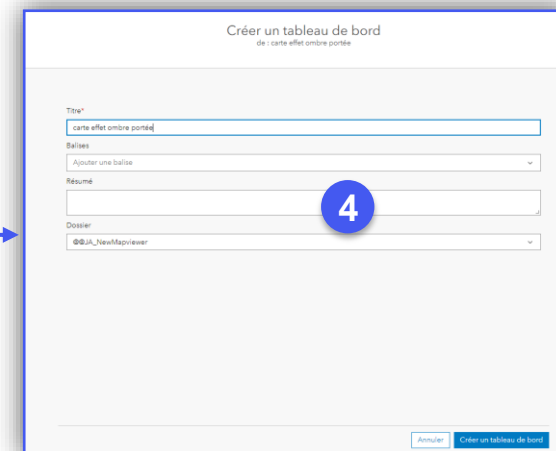 Créer un tableau de bord
de : carte effet ombre portée
Titre*
carte effet ombre portée
Balises
Ajouter une balise
Résumé
4
Dossier
@@JA_NewMapviewer
Annuler Créer un tableau de bord